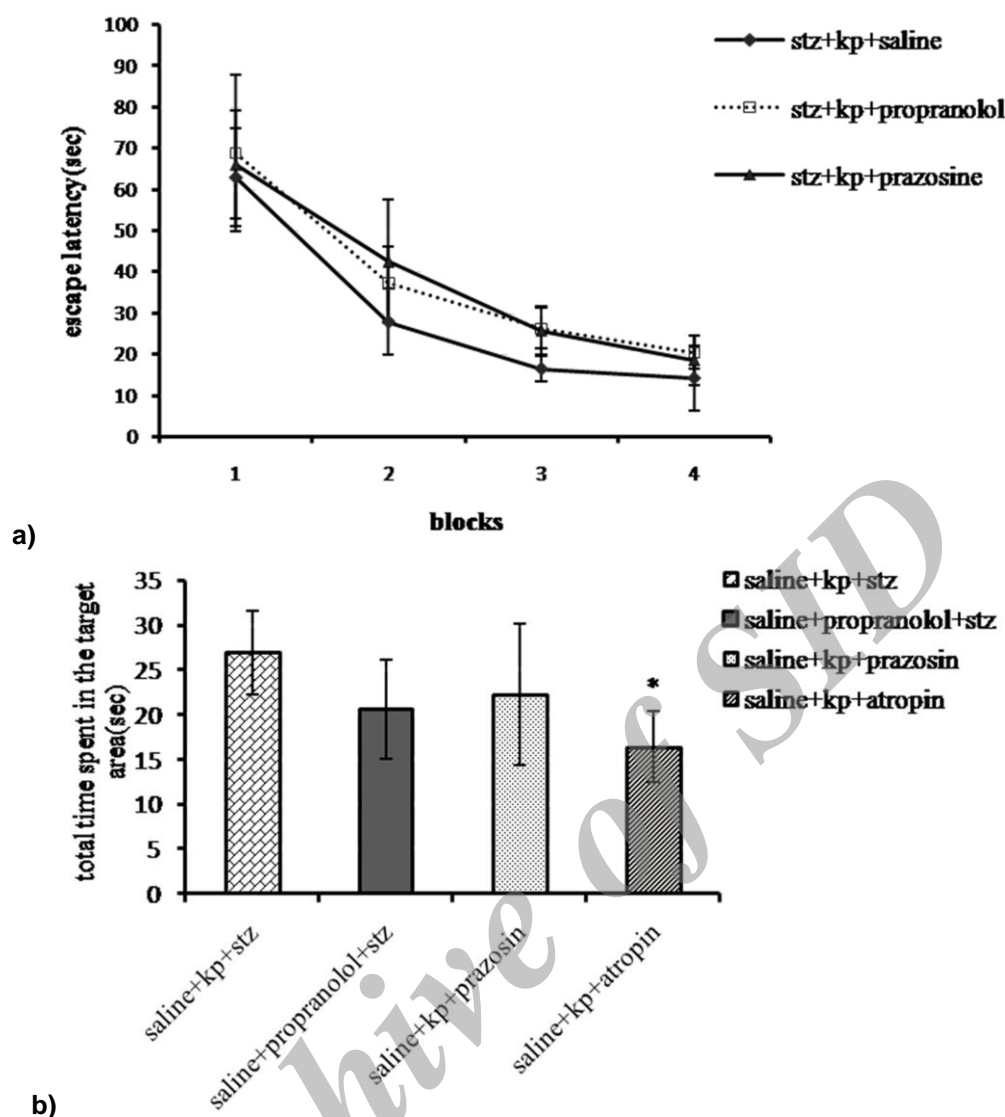 100
90
80
70
60
50
40
30
20
10
0
escape latency(sec)
1 2 3 4
blocks
stz+kp+saline
stz+kp+propranolol
stz+kp+prazosine
a)
35
30
25
20
15
10
5
0
total time spent in the target
area(sec)
*
saline+kp+stz
saline+propranolol+stz
saline+kp+prazosin
saline+kp+atropin
saline+kp+stz
saline+propranolol+stz
saline+kp+prazosin
saline+kp+atropin
b)
hive of SID